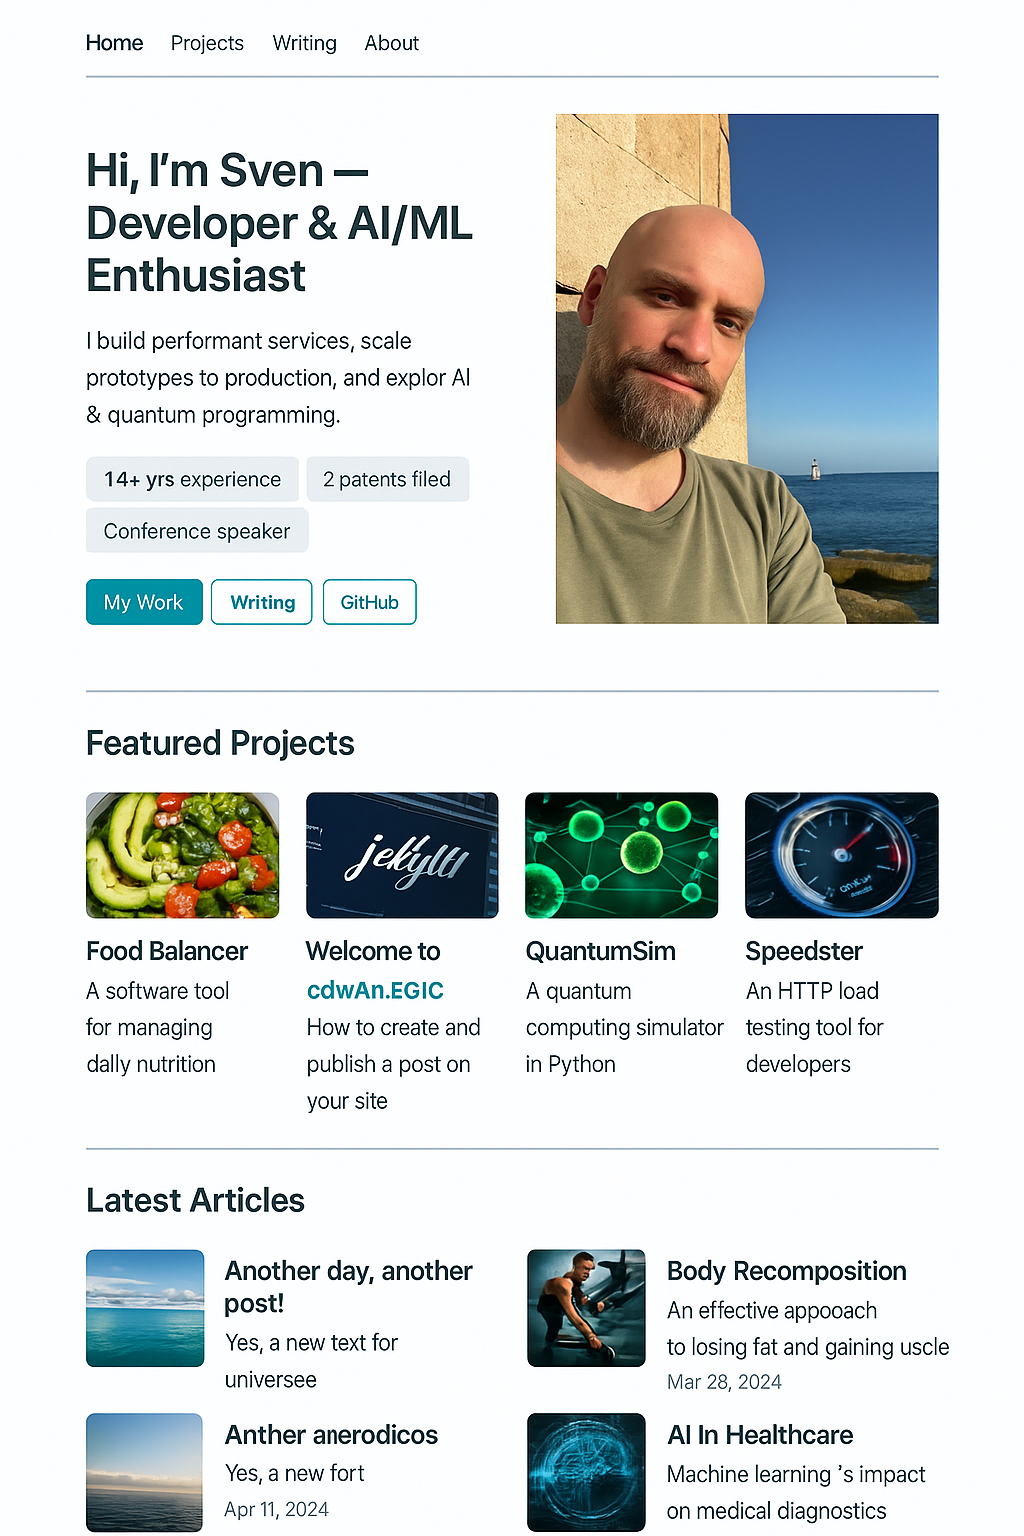 Home Projects Writing About
Hi, I'm Sven —
Developer & AI/ML
Enthusiast
I build performant services, scale
prototypes to production, and explor AI
& quantum programming.
14+ yrs experience 2 patents filed
Conference speaker
My Work Writing GitHub
Featured Projects
jekylll
Food Balancer
A software tool
for managing
dally nutrition
Welcome to
cdwAn.EGIC
How to create and
publish a post on
your site
QuantumSim
A quantum
computing simulator
in Python
Speedster
An HTTP load
testing tool for
developers
Latest Articles
Another day, another
post!
Yes, a new text for
universee
Body Recomposition
An effective appooach
to losing fat and gaining uscle
Mar 28, 2024
Anther anerodicos
Yes, a new fort
Apr 11, 2024
AI In Healthcare
Machine learning 's impact
on medical diagnostics